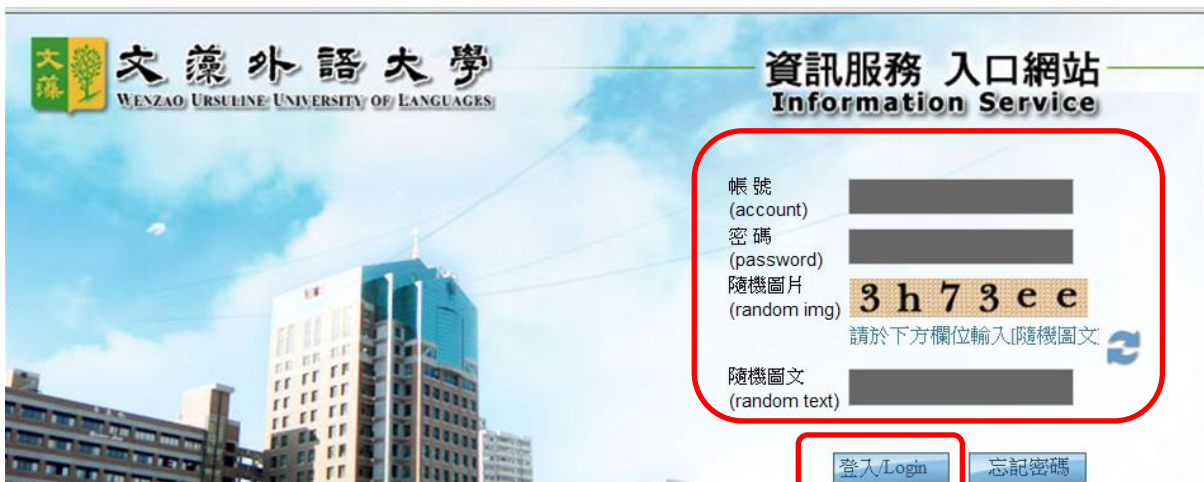 文藻
文藻外語大學
WENZAO URSULINE UNIVERSITY OF LANGUAGES
資訊服務 入口網站
Information Service
帳號
(account)
密碼
(password)
隨機圖片
(random img)
3h73ee
請於下方欄位輸入[隨機圖文]
隨機圖文
(random text)
登入/Login
忘記密碼